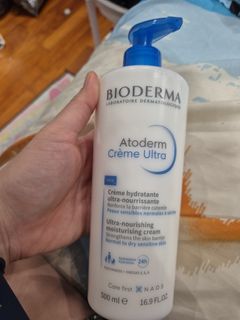 BIODERMA
LABORATOIRE DERMATOLOGIQUE
Atoderm
Crème Ultra
Crème hydratante
ultra-nourrissante
Renforce la barrière cutanée
Peaux sensibles normales à sèches
Ultra-nourishing
moisturising cream
Strengthens the skin barrier
Normal to dry sensitive skin
24h
Care first
NAOS
500 ml e
16.9 FL.OZ.